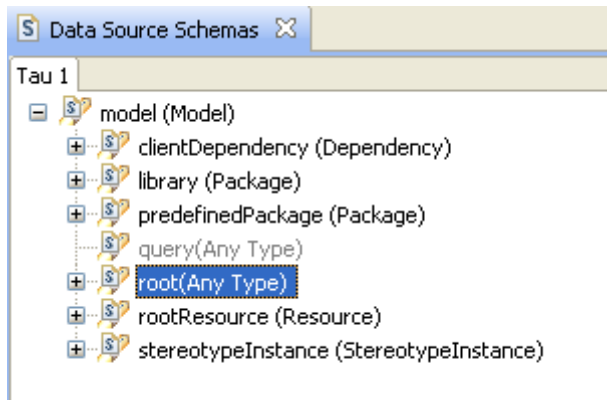 Data Source Schemas
Tau 1
model (Model)
clientDependency (Dependency)
library (Package)
predefinedPackage (Package)
query(Any Type)
root(Any Type)
rootResource (Resource)
stereotypeInstance (StereotypeInstance)